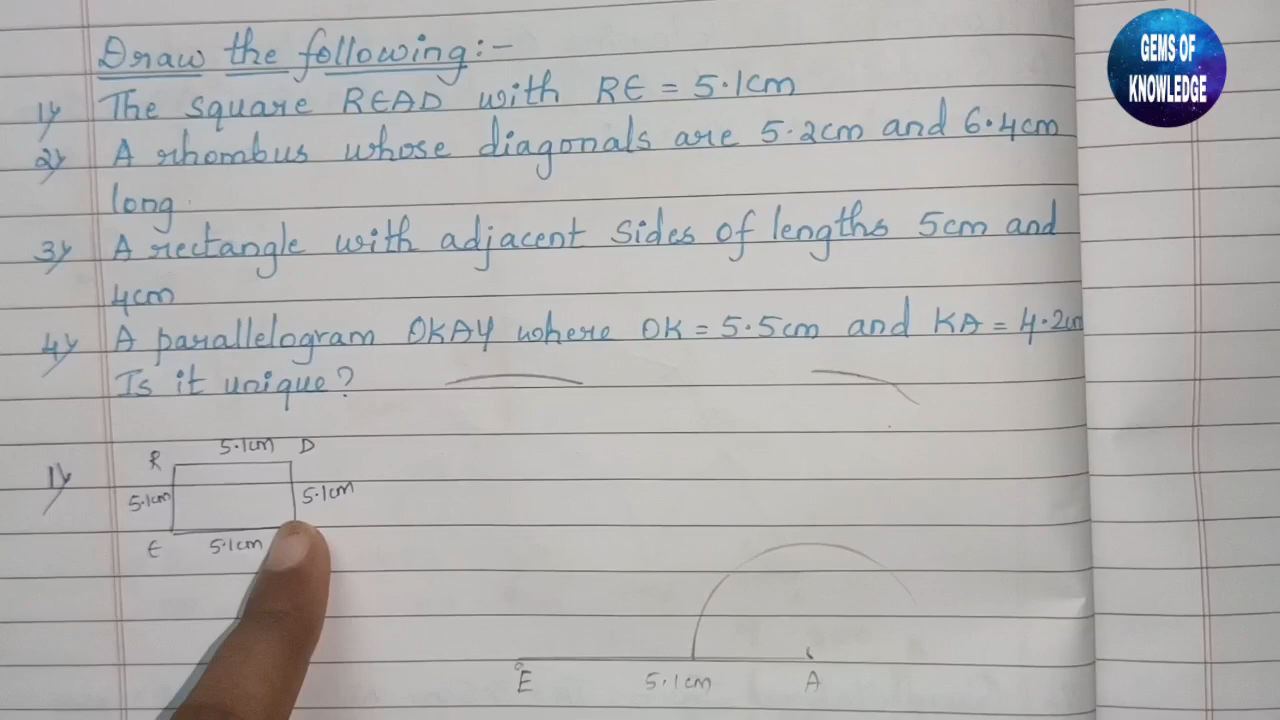 Draw the following:-
GEMS OF
KNOWLEDGE
1) The square READ with RE = 5.1cm
2) A rhombus whose diagonals are 5.2cm and 6.4cm
long.
3) A rectangle with adjacent sides of lengths 5cm and
4cm
4) A parallelogram OKAY where OK = 5.5cm and KA = 4.2cm
Is it unique?
1) R 5.1cm D
5.1cm 5.1cm
E 5.1cm
E 5.1cm A